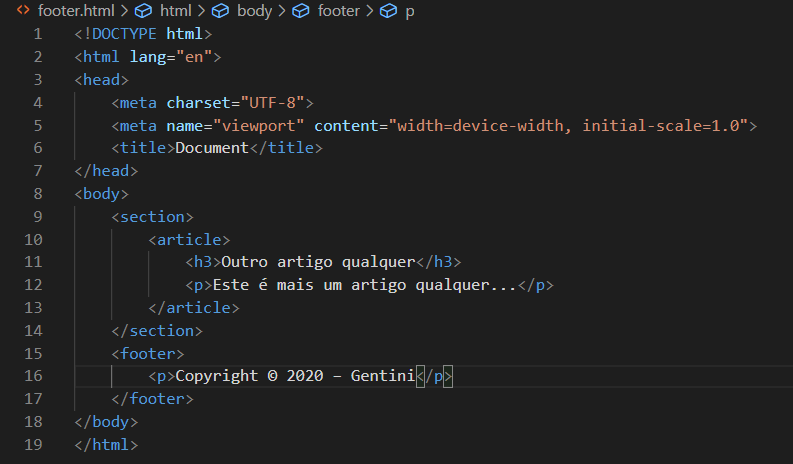 footer.html > html > body > footer > p
1 <!DOCTYPE html>
2 <html lang="en">
3 <head>
4     <meta charset="UTF-8">
5     <meta name="viewport" content="width=device-width, initial-scale=1.0">
6     <title>Document</title>
7 </head>
8 <body>
9     <section>
10         <article>
11             <h3>Outro artigo qualquer</h3>
12             <p>Este é mais um artigo qualquer...</p>
13         </article>
14     </section>
15     <footer>
16         <p>Copyright © 2020 – Gentini</p>
17     </footer>
18 </body>
19 </html>